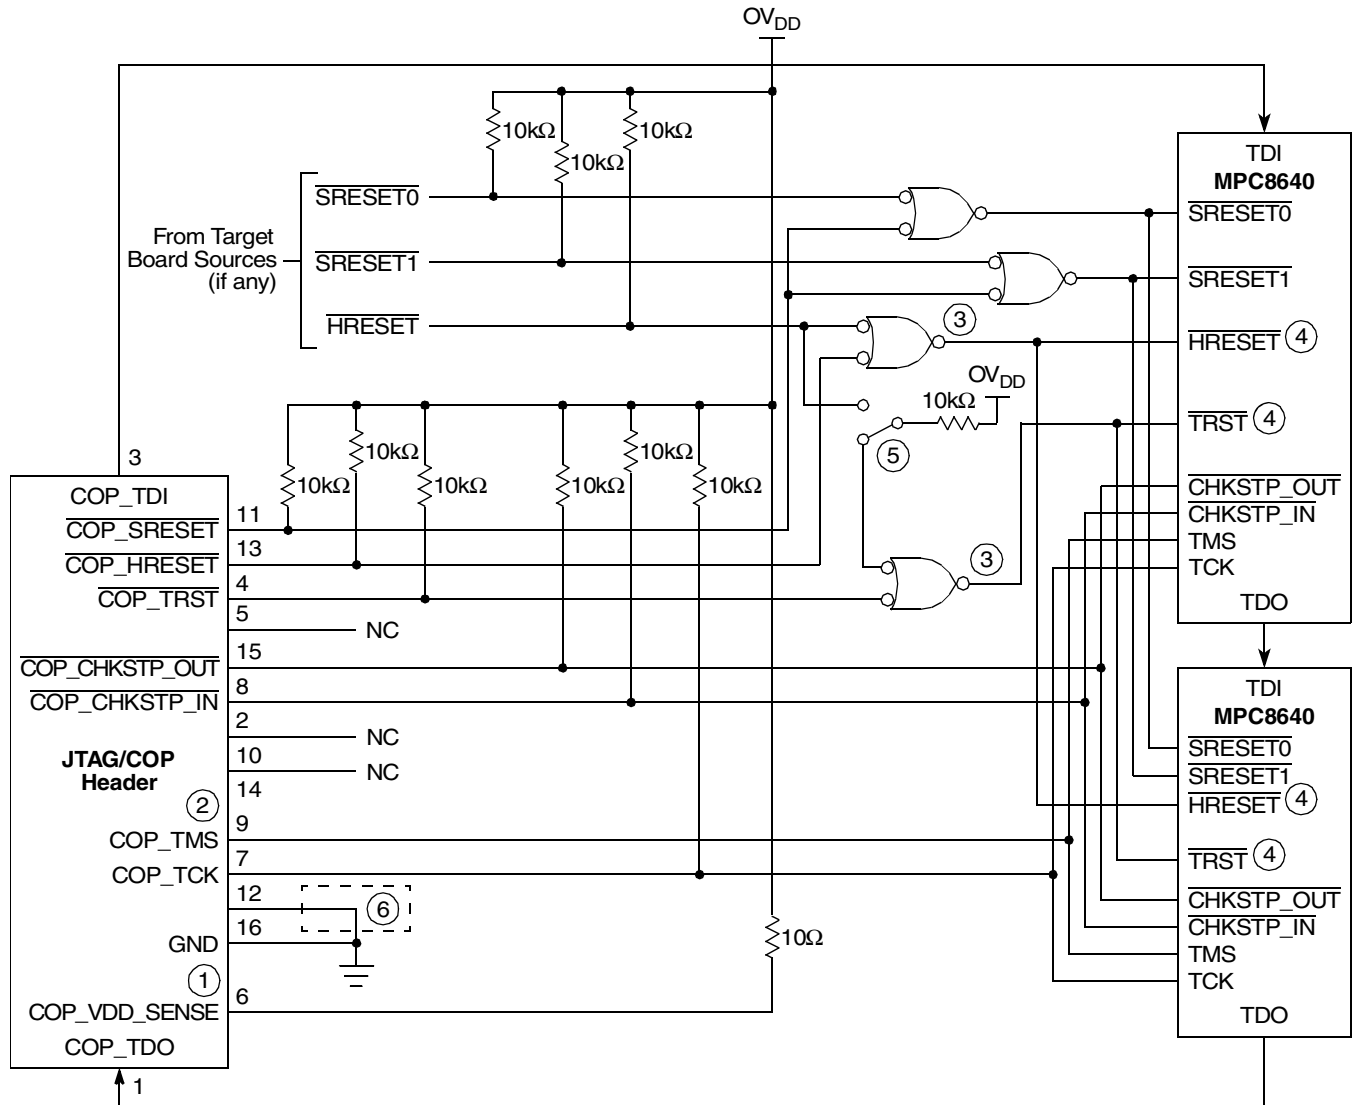 OVDD
10kΩ
10kΩ
10kΩ
From Target
Board Sources
(if any)
SRESET0
SRESET1
HRESET
3
OVDD
10kΩ
5
3
10kΩ
10kΩ
10kΩ
10kΩ
10kΩ
10kΩ
3
COP_TDI
COP_SRESET
11
COP_HRESET
13
COP_TRST
4
5
NC
COP_CHKSTP_OUT
15
COP_CHKSTP_IN
8
2
NC
10
NC
JTAG/COP
Header
14
2
COP_TMS
9
COP_TCK
7
12
6
GND
16
1
COP_VDD_SENSE
6
COP_TDO
1
10Ω
TDI
MPC8640
SRESET0
SRESET1
HRESET 4
TRST 4
CHKSTP_OUT
CHKSTP_IN
TMS
TCK
TDO
TDI
MPC8640
SRESET0
SRESET1
HRESET 4
TRST 4
CHKSTP_OUT
CHKSTP_IN
TMS
TCK
TDO